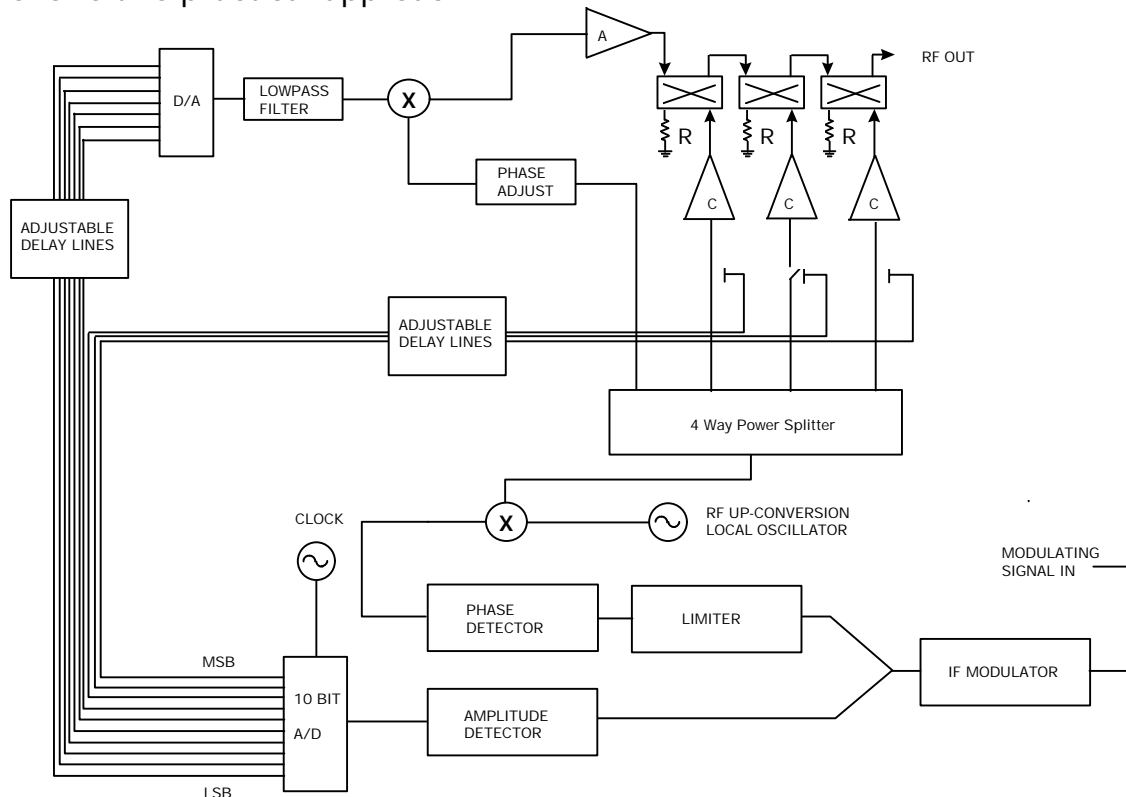 A
RF OUT
D/A
LOWPASS
FILTER
X
R
R
R
PHASE
ADJUST
C
C
C
ADJUSTABLE
DELAY LINES
ADJUSTABLE
DELAY LINES
4 Way Power Splitter
CLOCK
X
RF UP-CONVERSION
LOCAL OSCILLATOR
MODULATING
SIGNAL IN
PHASE
DETECTOR
LIMITER
MSB
10 BIT
A/D
AMPLITUDE
DETECTOR
IF MODULATOR
LSB